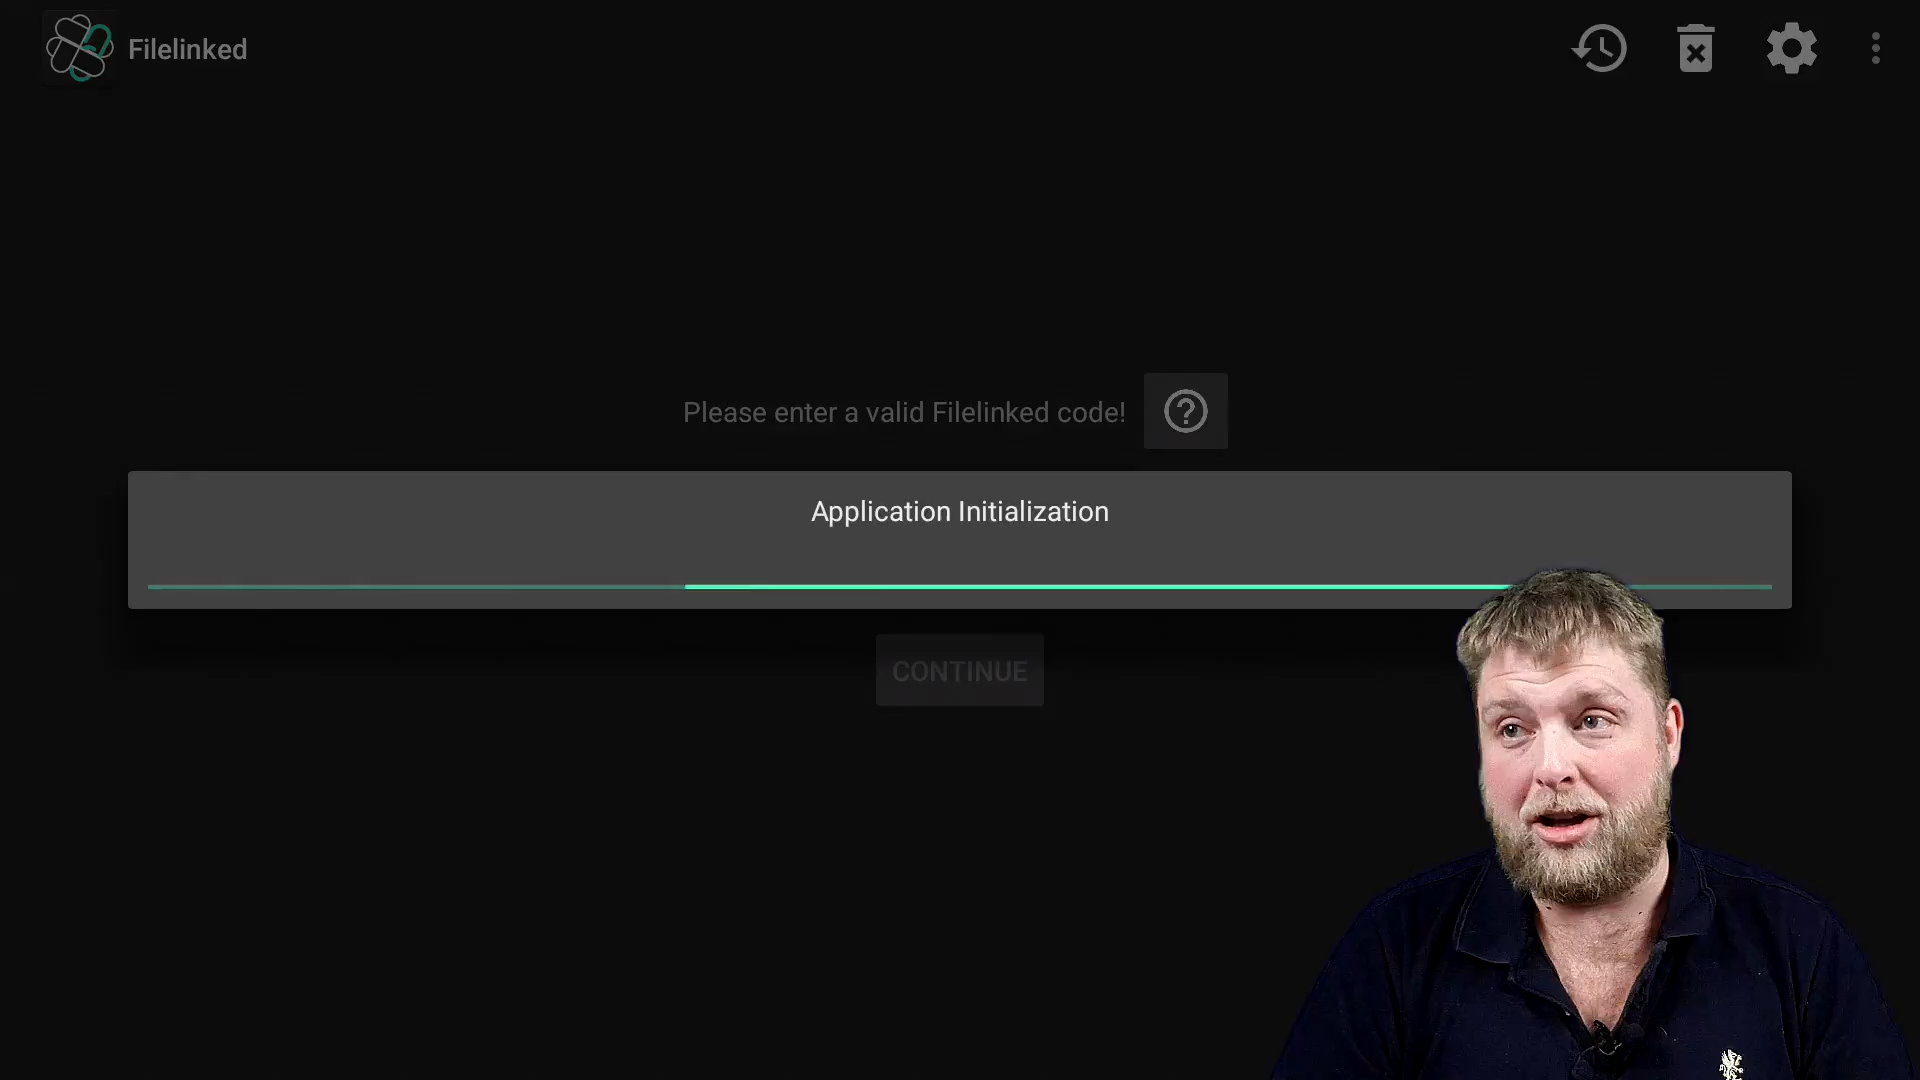 Filelinked
Please enter a valid Filelinked code!
Application Initialization
CONTINUE